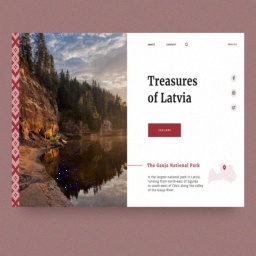 ABOUT CONTACT
Treasures
of Latvia
EXPLORE
The Gauja National Park
is the largest national park in Latvia,
running from north-east of Sigulda
to south-west of Cēsis along the valley
of the Gauja River.